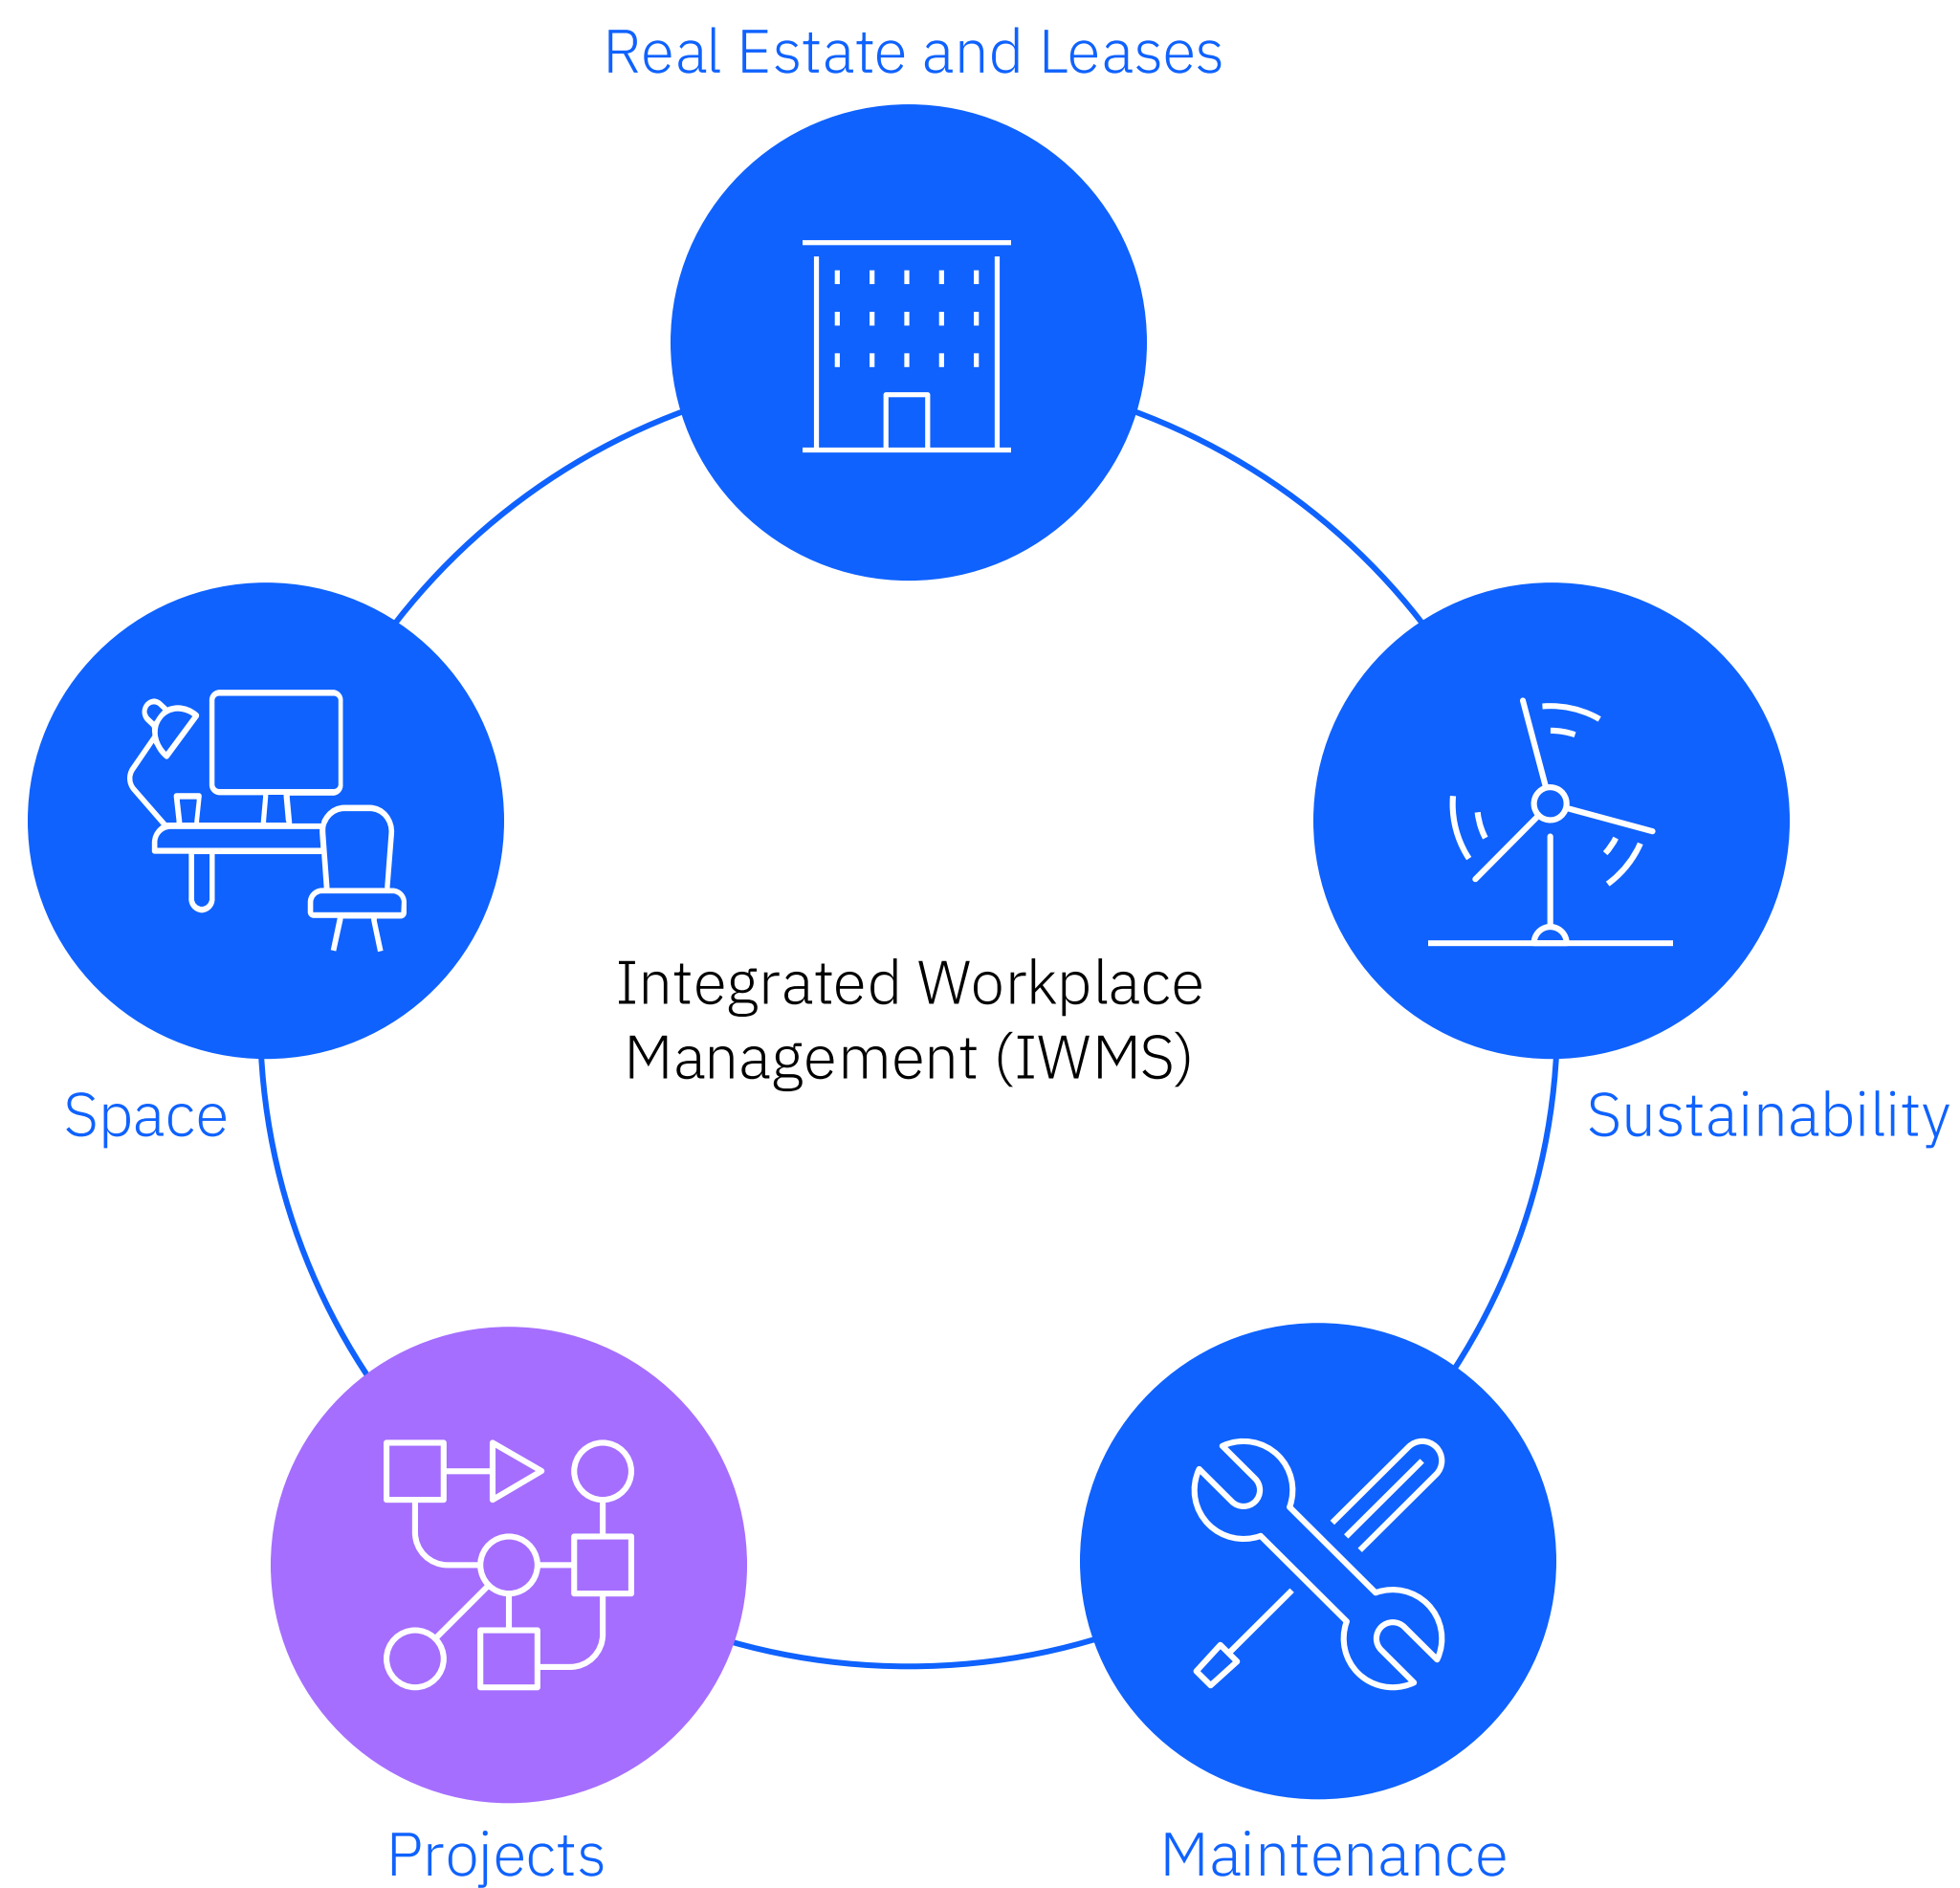 Real Estate and Leases
Integrated Workplace
Management (IWMS)
Space
Sustainability
Projects
Maintenance